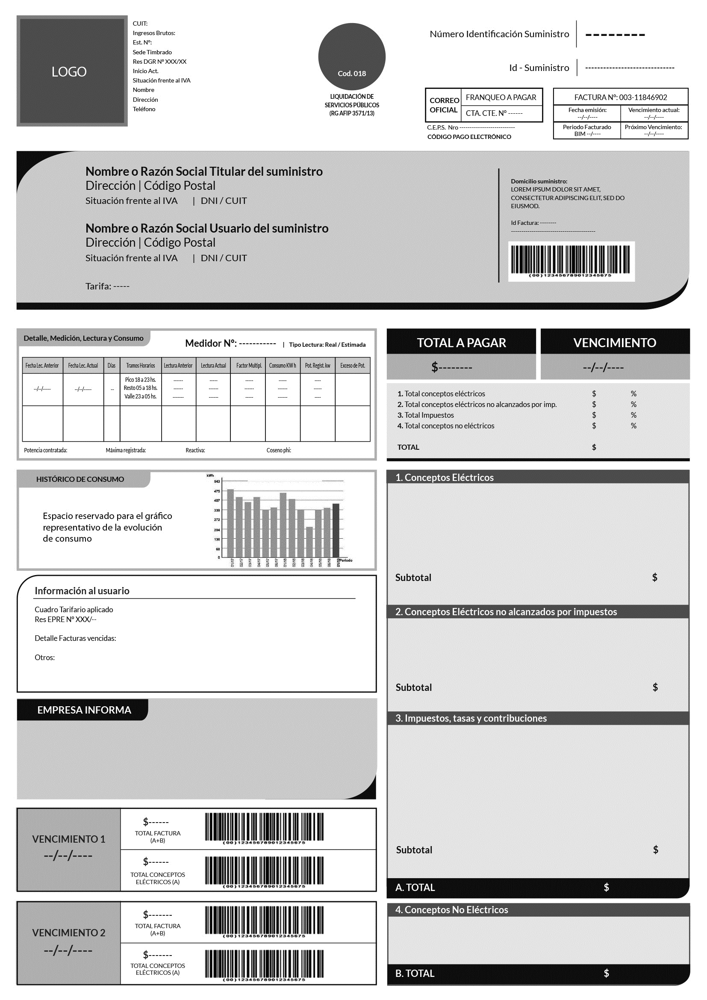 LOGO
CUIT:
Ingresos Brutos:
Est. Nº:
Sede Timbrado
Res DGR Nº XXX/XX
Inicio Act.
Situación frente al IVA
Nombre
Dirección
Teléfono
Cod. 018
LIQUIDACIÓN DE
SERVICIOS PÚBLICOS
(RG AFIP 3571/13)
Número Identificación Suministro --------
Id - Suministro ------------------------------
CORREO
OFICIAL
FRANQUEO A PAGAR
CTA. CTE. Nº ------
C.E.P.S. Nro ---------------------------
CÓDIGO PAGO ELECTRÓNICO
FACTURA Nº: 003-11846902
Fecha emisión:
--/--/----
Vencimiento actual:
--/--/----
Periodo Facturado
BIM --/----
Próximo Vencimiento:
--/--/----
Nombre o Razón Social Titular del suministro
Dirección | Código Postal
Situación frente al IVA | DNI / CUIT
Nombre o Razón Social Usuario del suministro
Dirección | Código Postal
Situación frente al IVA | DNI / CUIT
Tarifa: -----
Domicilio suministro:
LOREM IPSUM DOLOR SIT AMET,
CONSECTETUR ADIPISCING ELIT, SED DO
EIUSMOD.
Id Factura: --------
-----------------------------------------
(00)123456789012345675
Detalle, Medición, Lectura y Consumo
Medidor Nº: ----------- | Tipo Lectura: Real / Estimada
Fecha Lec. Anterior Fecha Lec. Actual Días Tramos Horarios Lectura Anterior Lectura Actual Factor Multipl. Consumo KW h Pot. Regist. kw Exceso de Pot.
Pico 18 a 23 hs. ------ ----- ----- ----- ----
--/--/----- --/--/----- -- Resto 05 a 18 hs. ------ ------ ------ ------ -----
Valle 23 a 05 hs. ------- ------ ----- ------ ----
Potencia contratada: Máxima registrada: Reactiva: Coseno phi:
TOTAL A PAGAR
$--------
VENCIMIENTO
--/--/----
1. Total conceptos eléctricos $ %
2. Total conceptos eléctricos no alcanzados por imp. $ %
3. Total Impuestos $ %
4. Total conceptos no eléctricos $ %
TOTAL $
HISTÓRICO DE CONSUMO
Espacio reservado para el gráfico
representativo de la evolución
de consumo
kWh
543
475
407
339
272
204
136
68
0
01/17 02/17 03/17 04/17 05/17 06/17 01/18 02/18 03/18 04/18 05/18 06/18 01/19
Período
Información al usuario
Cuadro Tarifario aplicado
Res EPRE Nº XXX/--
Detalle Facturas vencidas:
Otros:
EMPRESA INFORMA
VENCIMIENTO 1
--/--/----
$------
TOTAL FACTURA
(A+B)
(00)123456789012345675
$------
TOTAL CONCEPTOS
ELÉCTRICOS (A)
(00)123456789012345675
VENCIMIENTO 2
--/--/----
$-------
TOTAL FACTURA
(A+B)
(00)123456789012345675
$-------
TOTAL CONCEPTOS
ELÉCTRICOS (A)
(00)123456789012345675
1. Conceptos Eléctricos
Subtotal $
2. Conceptos Eléctricos no alcanzados por impuestos
Subtotal $
3. Impuestos, tasas y contribuciones
Subtotal $
A. TOTAL $
4. Conceptos No Eléctricos
B. TOTAL $